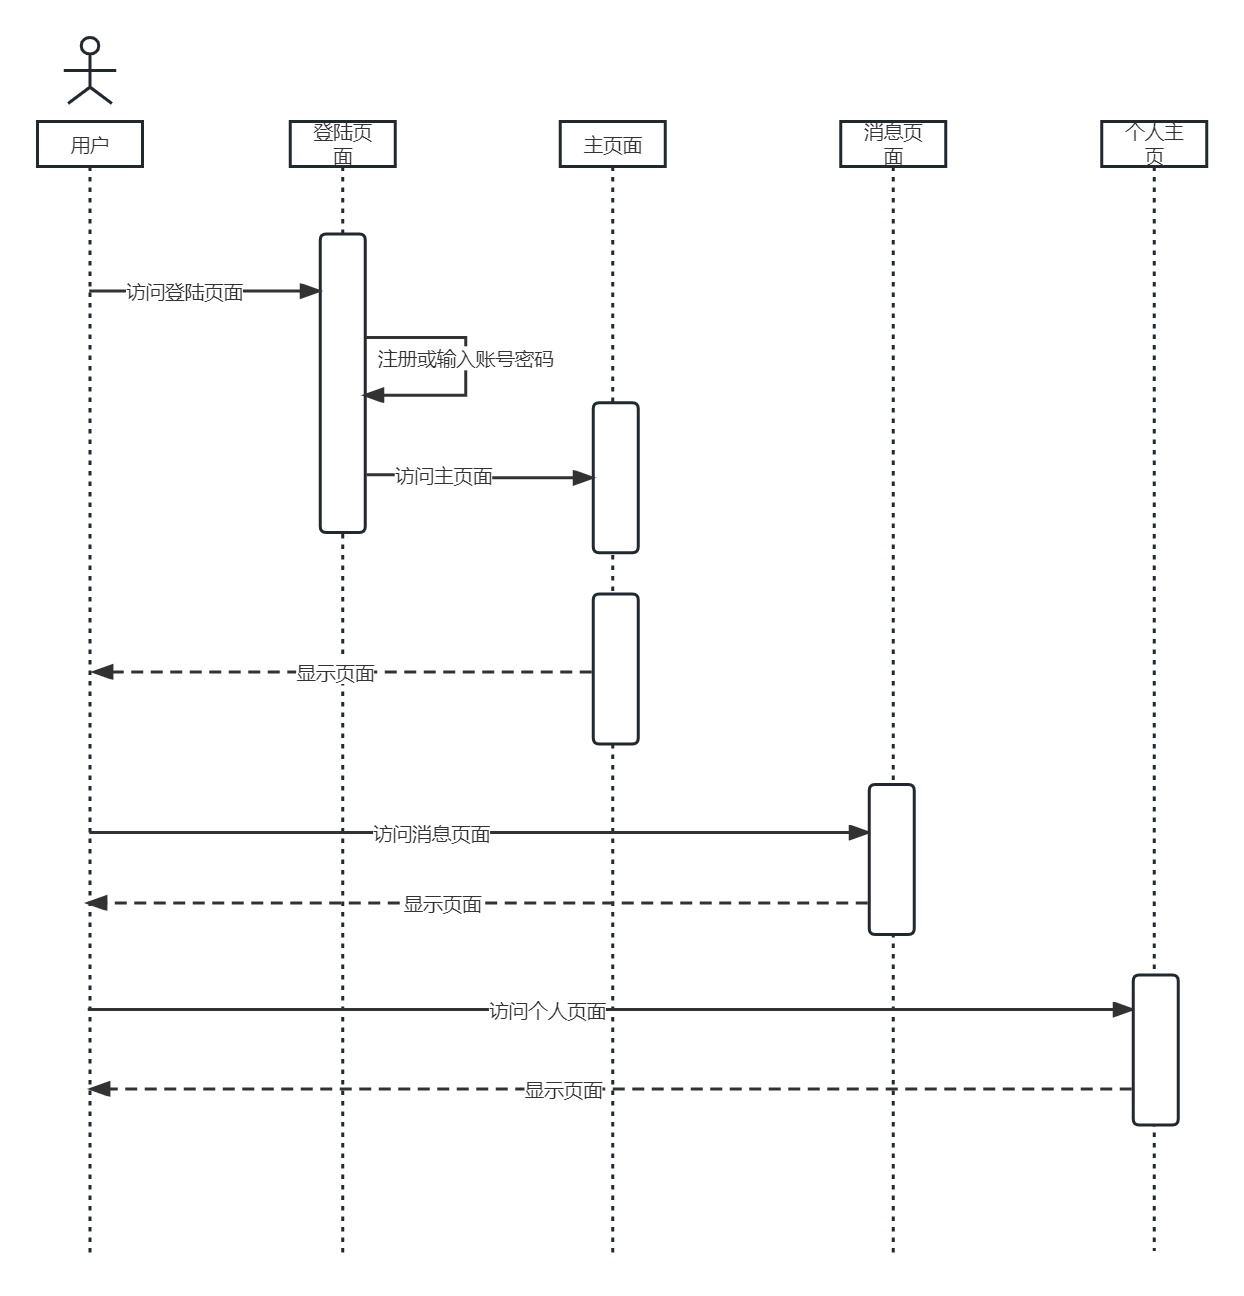 用户
登陆页
面
主页面
消息页
面
个人主
页
访问登陆页面
注册或输入账号密码
访问主页面
显示页面
访问消息页面
显示页面
访问个人页面
显示页面